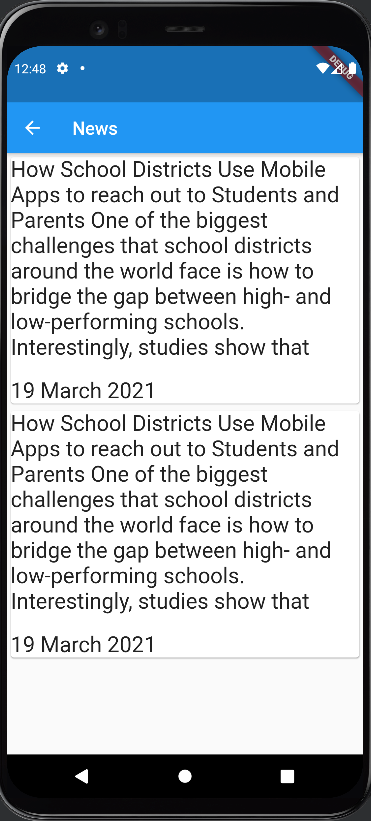 12:48
DEBUG
News
How School Districts Use Mobile
Apps to reach out to Students and
Parents One of the biggest
challenges that school districts
around the world face is how to
bridge the gap between high- and
low-performing schools.
Interestingly, studies show that
19 March 2021
How School Districts Use Mobile
Apps to reach out to Students and
Parents One of the biggest
challenges that school districts
around the world face is how to
bridge the gap between high- and
low-performing schools.
Interestingly, studies show that
19 March 2021